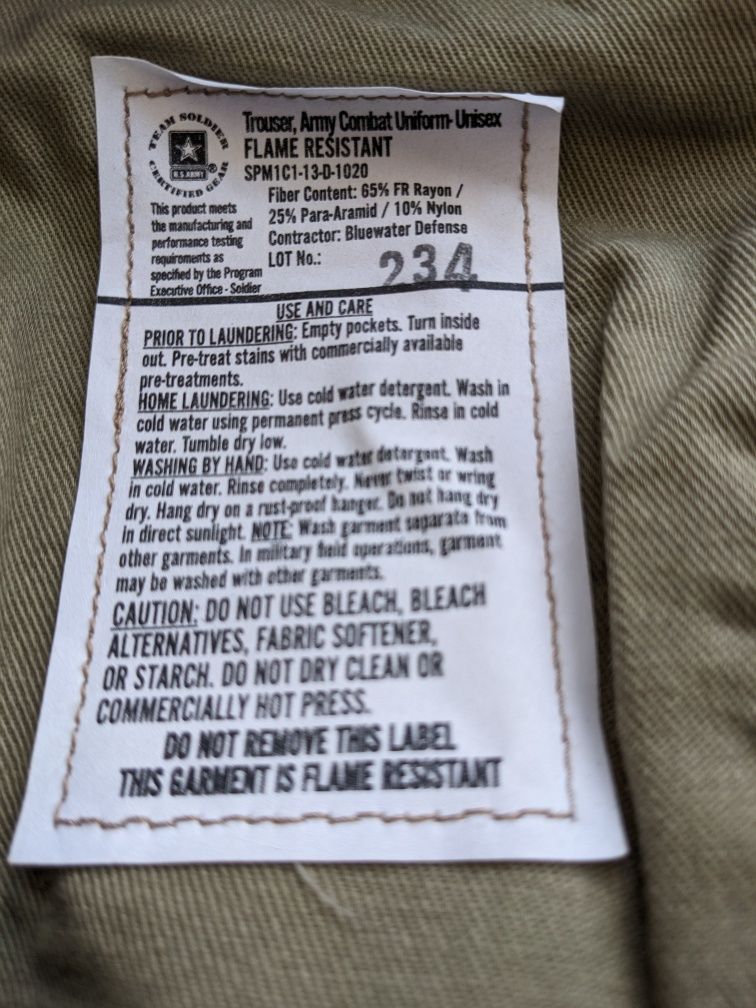 TEAM SOLDIER
U.S. ARMY
CERTIFIED GEAR
®
This product meets
the manufacturing and
performance testing
requirements as
specified by the Program
Executive Office - Soldier
Trouser, Army Combat Uniform- Unisex
FLAME RESISTANT
SPM1C1-13-D-1020
Fiber Content: 65% FR Rayon /
25% Para-Aramid / 10% Nylon
Contractor: Bluewater Defense
LOT No.: 234
USE AND CARE
PRIOR TO LAUNDERING: Empty pockets. Turn inside
out. Pre-treat stains with commercially available
pre-treatments.
HOME LAUNDERING: Use cold water detergent. Wash in
cold water using permanent press cycle. Rinse in cold
water. Tumble dry low.
WASHING BY HAND: Use cold water detergent. Wash
in cold water. Rinse completely. Never twist or wring
dry. Hang dry on a rust-proof hanger. Do not hang dry
in direct sunlight. NOTE: Wash garment separate from
other garments. In military field operations, garment
may be washed with other garments.
CAUTION: DO NOT USE BLEACH, BLEACH
ALTERNATIVES, FABRIC SOFTENER,
OR STARCH. DO NOT DRY CLEAN OR
COMMERCIALLY HOT PRESS.
DO NOT REMOVE THIS LABEL
THIS GARMENT IS FLAME RESISTANT